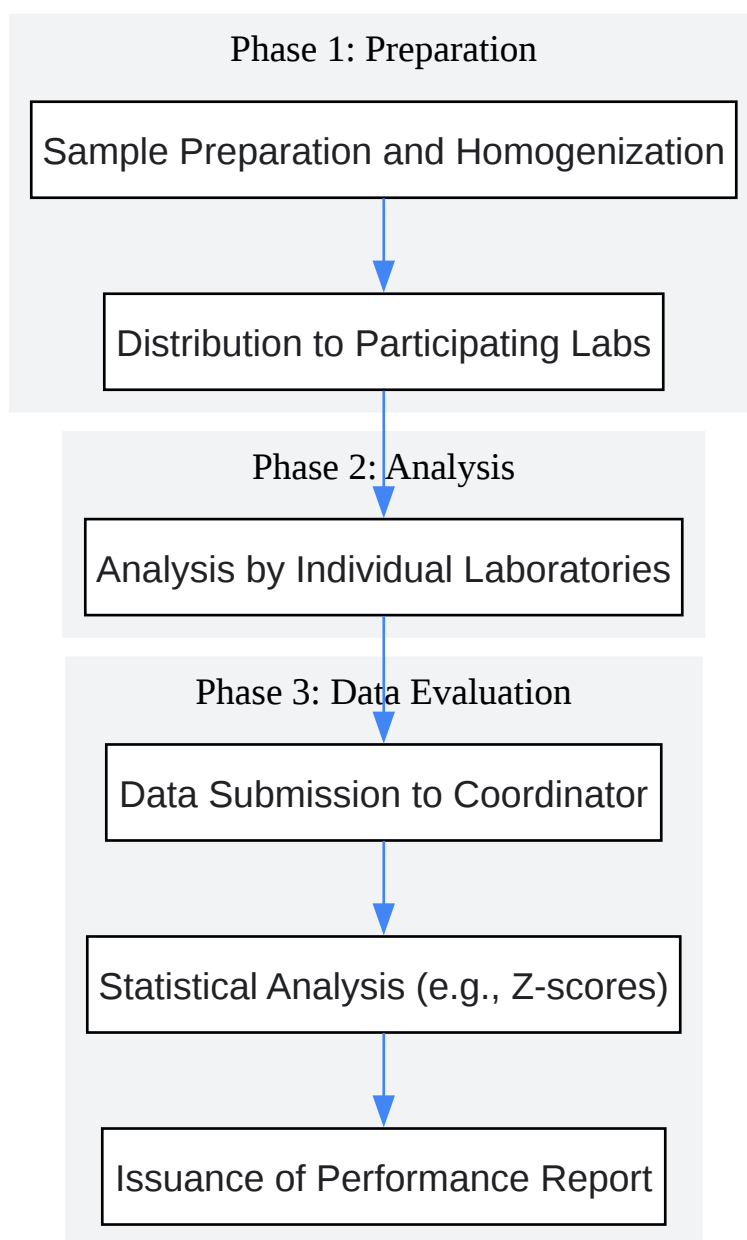 Phase 1: Preparation
Sample Preparation and Homogenization
Distribution to Participating Labs
Phase 2: Analysis
Analysis by Individual Laboratories
Phase 3: Data Evaluation
Data Submission to Coordinator
Statistical Analysis (e.g., Z-scores)
Issuance of Performance Report